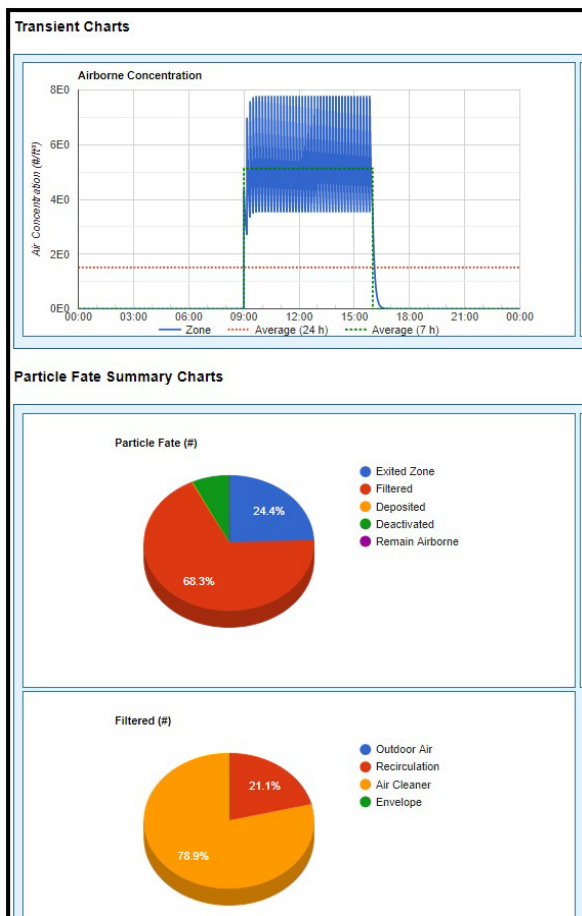 Transient Charts
Airborne Concentration
Air Concentration (#/ft³)
8E0
6E0
4E0
2E0
0E0
00:00 03:00 06:00 09:00 12:00 15:00 18:00 21:00 00:00
Zone Average (24 h) Average (7 h)
Particle Fate Summary Charts
Particle Fate (#)
24.4%
68.3%
Exited Zone
Filtered
Deposited
Deactivated
Remain Airborne
Filtered (#)
21.1%
78.9%
Outdoor Air
Recirculation
Air Cleaner
Envelope